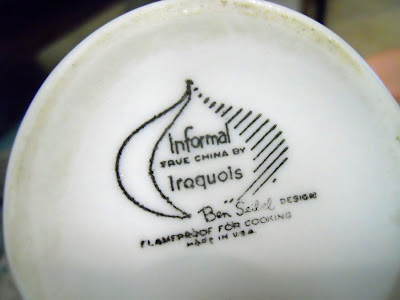 Informal
TRUE CHINA BY
Iroquois
Ben Seibel DESIGN
FLAMEPROOF FOR COOKING
MADE IN U.S.A.